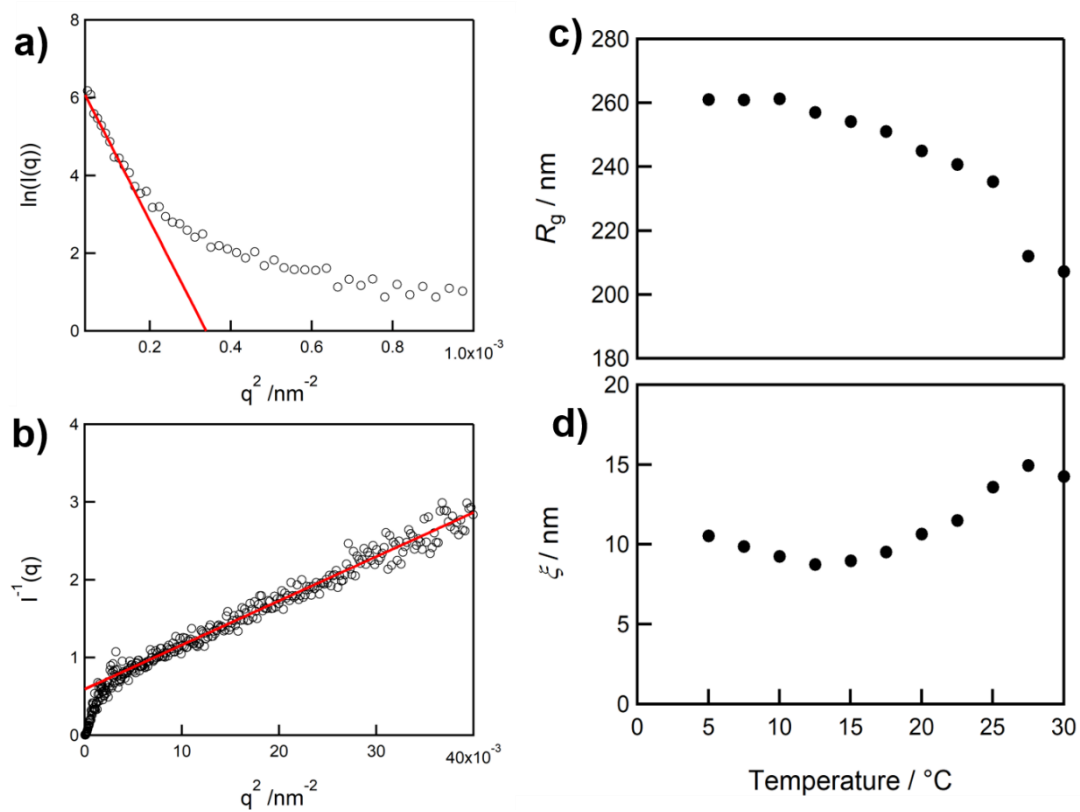 a)
8
6
4
2
0
ln(I(q))
0.2
0.4
0.6
0.8
1.0x10⁻³
q² /nm⁻²
b)
4
3
2
1
0
I⁻¹(q)
0
10
20
30
40x10⁻³
q² /nm⁻²
c)
280
260
240
220
200
180
Rg / nm
d)
20
15
10
5
0
ξ / nm
0
5
10
15
20
25
30
Temperature / °C